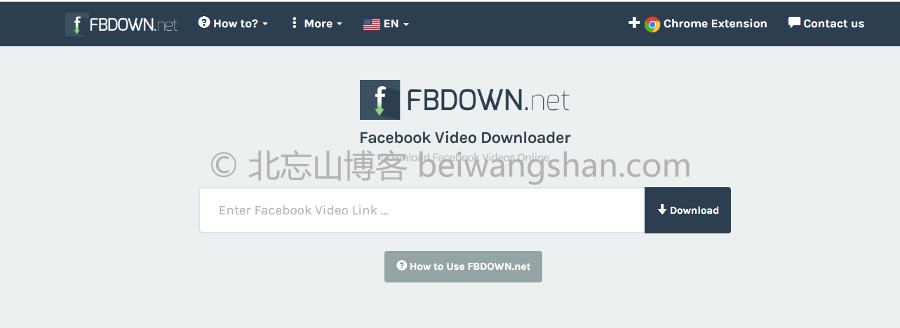 FBDOWN.net How to? More EN Chrome Extension Contact us
FBDOWN.net
Facebook Video Downloader
Download Facebook Videos Online
© 北忘山博客 beiwangshan.com
Enter Facebook Video Link ... Download
How to Use FBDOWN.net